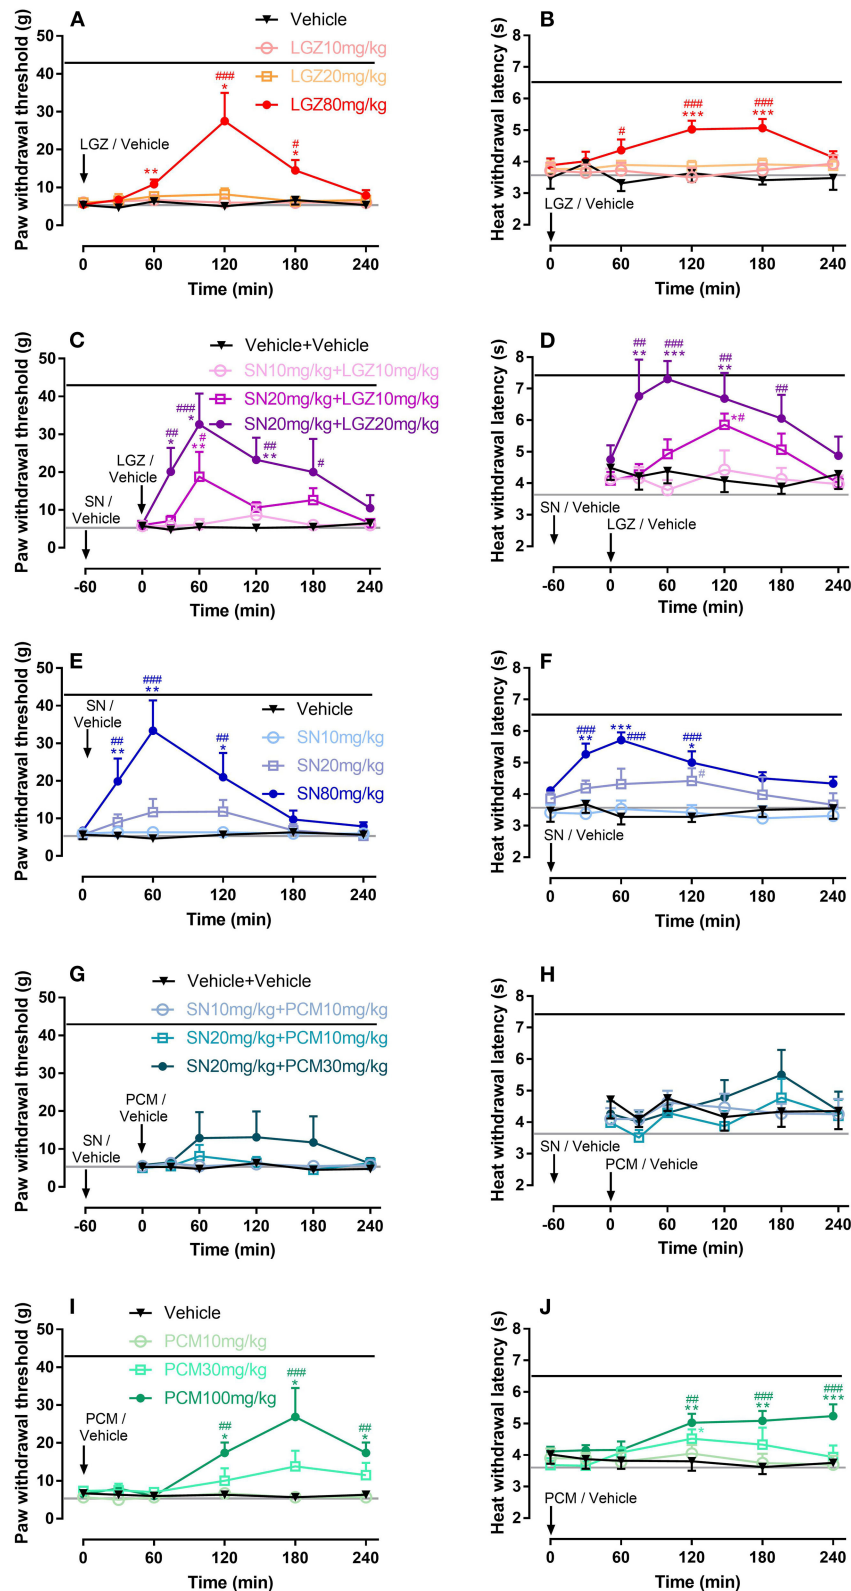 A
Paw withdrawal threshold (g)
50
40
30
20
10
0
Vehicle
LGZ10mg/kg
LGZ20mg/kg
LGZ80mg/kg
LGZ / Vehicle
**
###
*
#
*
0 60 120 180 240
Time (min)
B
Heat withdrawal latency (s)
8
7
6
5
4
3
2
#
###
***
###
***
LGZ / Vehicle
0 60 120 180 240
Time (min)
C
Paw withdrawal threshold (g)
50
40
30
20
10
0
Vehicle+Vehicle
SN10mg/kg+LGZ10mg/kg
SN20mg/kg+LGZ10mg/kg
SN20mg/kg+LGZ20mg/kg
###
*
##
*
#
**
##
**
#
LGZ /
Vehicle
SN /
Vehicle
-60 0 60 120 180 240
Time (min)
D
Heat withdrawal latency (s)
8
7
6
5
4
3
2
##
**
###
***
##
**
##
*#
SN / Vehicle
LGZ / Vehicle
-60 0 60 120 180 240
Time (min)
E
Paw withdrawal threshold (g)
50
40
30
20
10
0
###
**
SN /
Vehicle
##
**
##
*
Vehicle
SN10mg/kg
SN20mg/kg
SN80mg/kg
0 60 120 180 240
Time (min)
F
Heat withdrawal latency (s)
8
7
6
5
4
3
2
###
**
***
###
###
*
#
SN / Vehicle
0 60 120 180 240
Time (min)
G
Paw withdrawal threshold (g)
50
40
30
20
10
0
Vehicle+Vehicle
SN10mg/kg+PCM10mg/kg
SN20mg/kg+PCM10mg/kg
SN20mg/kg+PCM30mg/kg
PCM /
Vehicle
SN /
Vehicle
-60 0 60 120 180 240
Time (min)
H
Heat withdrawal latency (s)
8
7
6
5
4
3
2
SN / Vehicle
PCM / Vehicle
-60 0 60 120 180 240
Time (min)
I
Paw withdrawal threshold (g)
50
40
30
20
10
0
Vehicle
PCM10mg/kg
PCM30mg/kg
PCM100mg/kg
PCM /
Vehicle
##
*
###
*
##
*
0 60 120 180 240
Time (min)
J
Heat withdrawal latency (s)
8
7
6
5
4
3
2
##
**
*
###
**
###
***
PCM / Vehicle
0 60 120 180 240
Time (min)